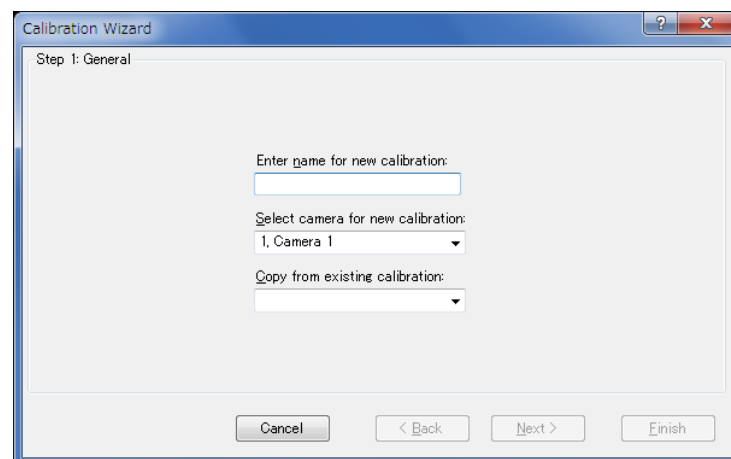 Calibration Wizard
? X
Step 1: General
Enter name for new calibration:
Select camera for new calibration:
1, Camera 1
Copy from existing calibration:
Cancel < Back Next > Finish